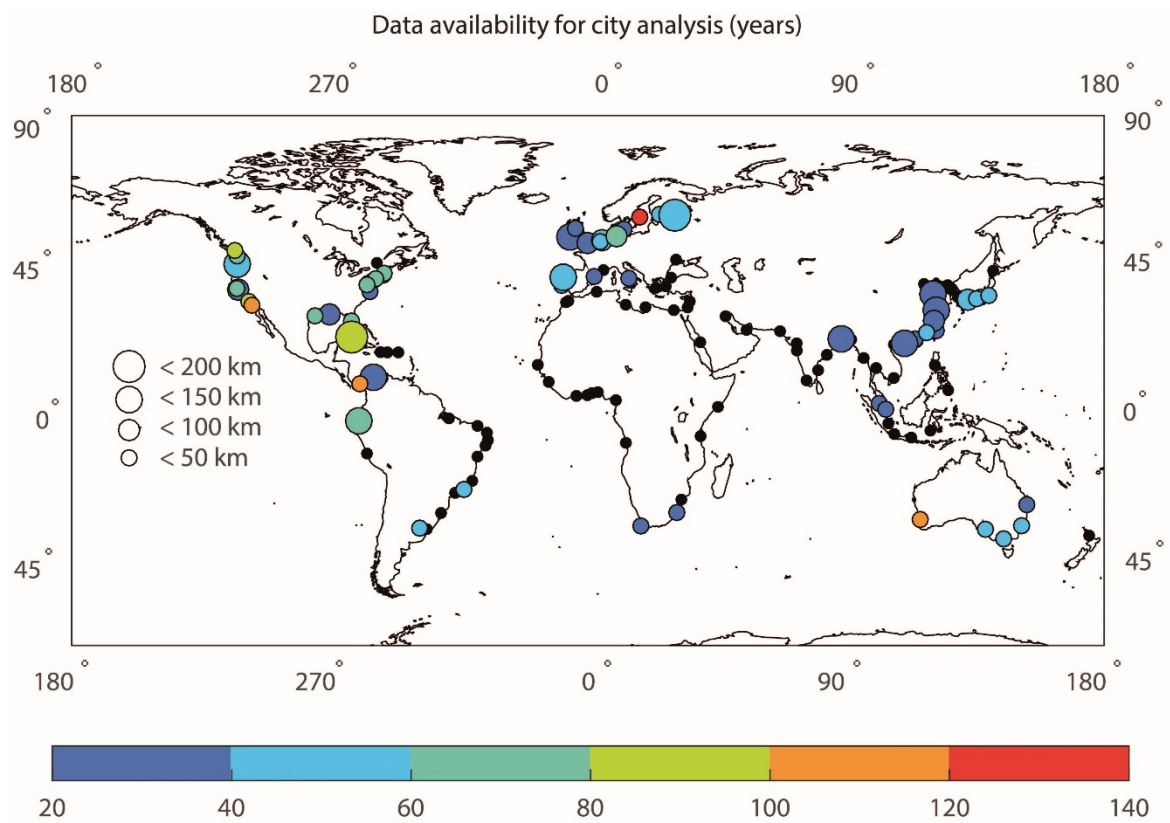 Data availability for city analysis (years)
180° 270° 0° 90° 180°
90° 90°
45° 45°
< 200 km
< 150 km
0° 0°
< 100 km
< 50 km
45° 45°
180° 270° 0° 90° 180°
20 40 60 80 100 120 140